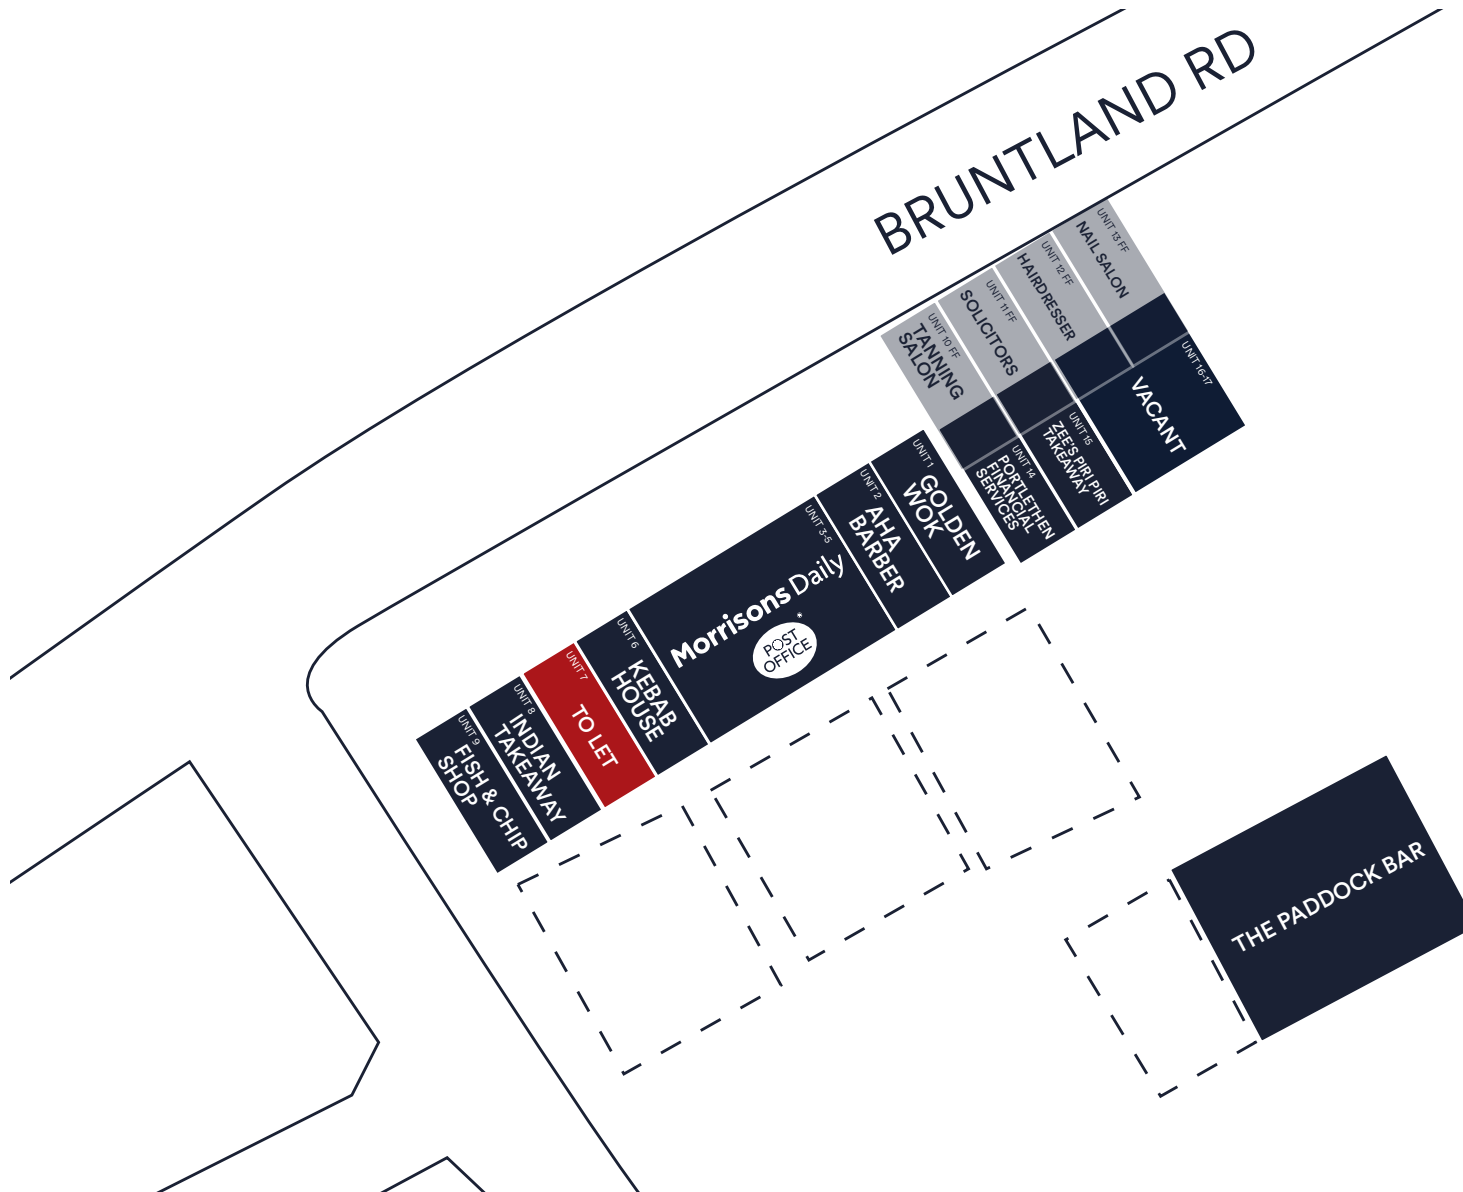 BRUNTLAND RD
UNIT 13 FF
NAIL SALON
UNIT 12 FF
HAIRDRESSER
UNIT 11 FF
SOLICITORS
UNIT 10 FF
TANNING
SALON
UNIT 16-17
VACANT
UNIT 15
ZEE'S PIRI PIRI
TAKEAWAY
UNIT 14
PORTLETHEN
FINANCIAL
SERVICES
UNIT 1
GOLDEN
WOK
UNIT 2
AHA
BARBER
UNIT 3-5
Morrisons Daily
POST
OFFICE
UNIT 6
KEBAB
HOUSE
UNIT 7
TO LET
UNIT 8
INDIAN
TAKEAWAY
UNIT 9
FISH & CHIP
SHOP
THE PADDOCK BAR